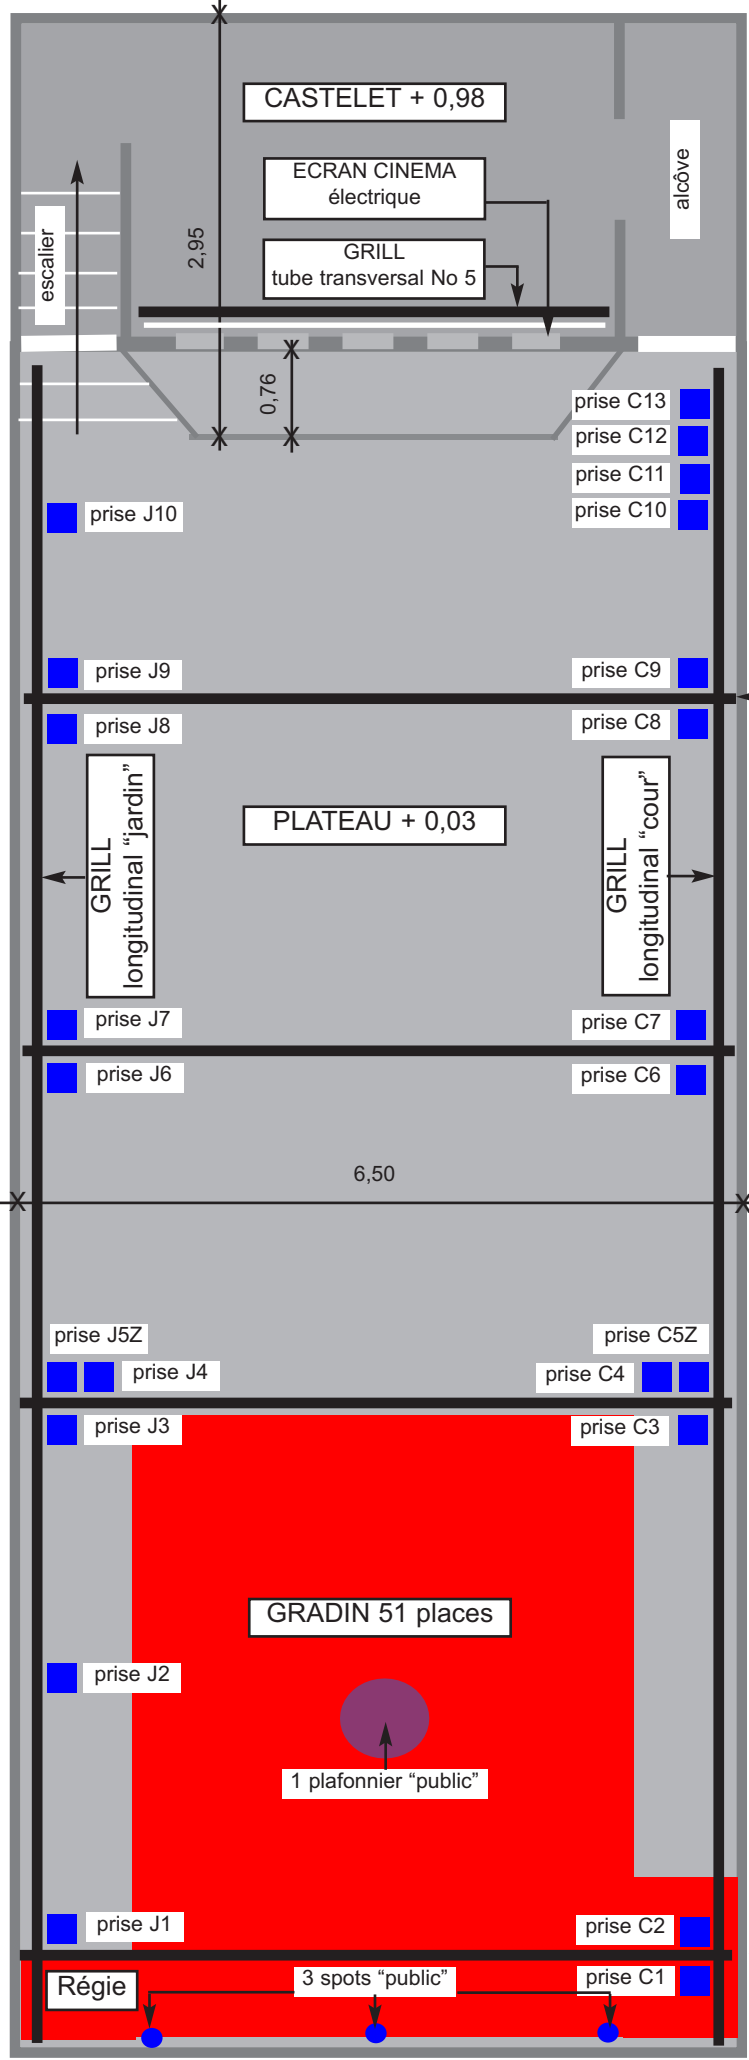 CASTELET + 0,98
alcôve
ECRAN CINEMA
électrique
2,95
escalier
GRILL
tube transversal No 5
0,76
prise C13
prise C12
prise C11
prise J10
prise C10
prise J9
prise C9
prise J8
prise C8
GRILL
longitudinal “jardin”
PLATEAU + 0,03
GRILL
longitudinal “cour”
prise J7
prise C7
prise J6
prise C6
6,50
prise J5Z
prise C5Z
prise J4
prise C4
prise J3
prise C3
GRADIN 51 places
prise J2
1 plafonnier “public”
prise J1
prise C2
Régie
3 spots “public”
prise C1